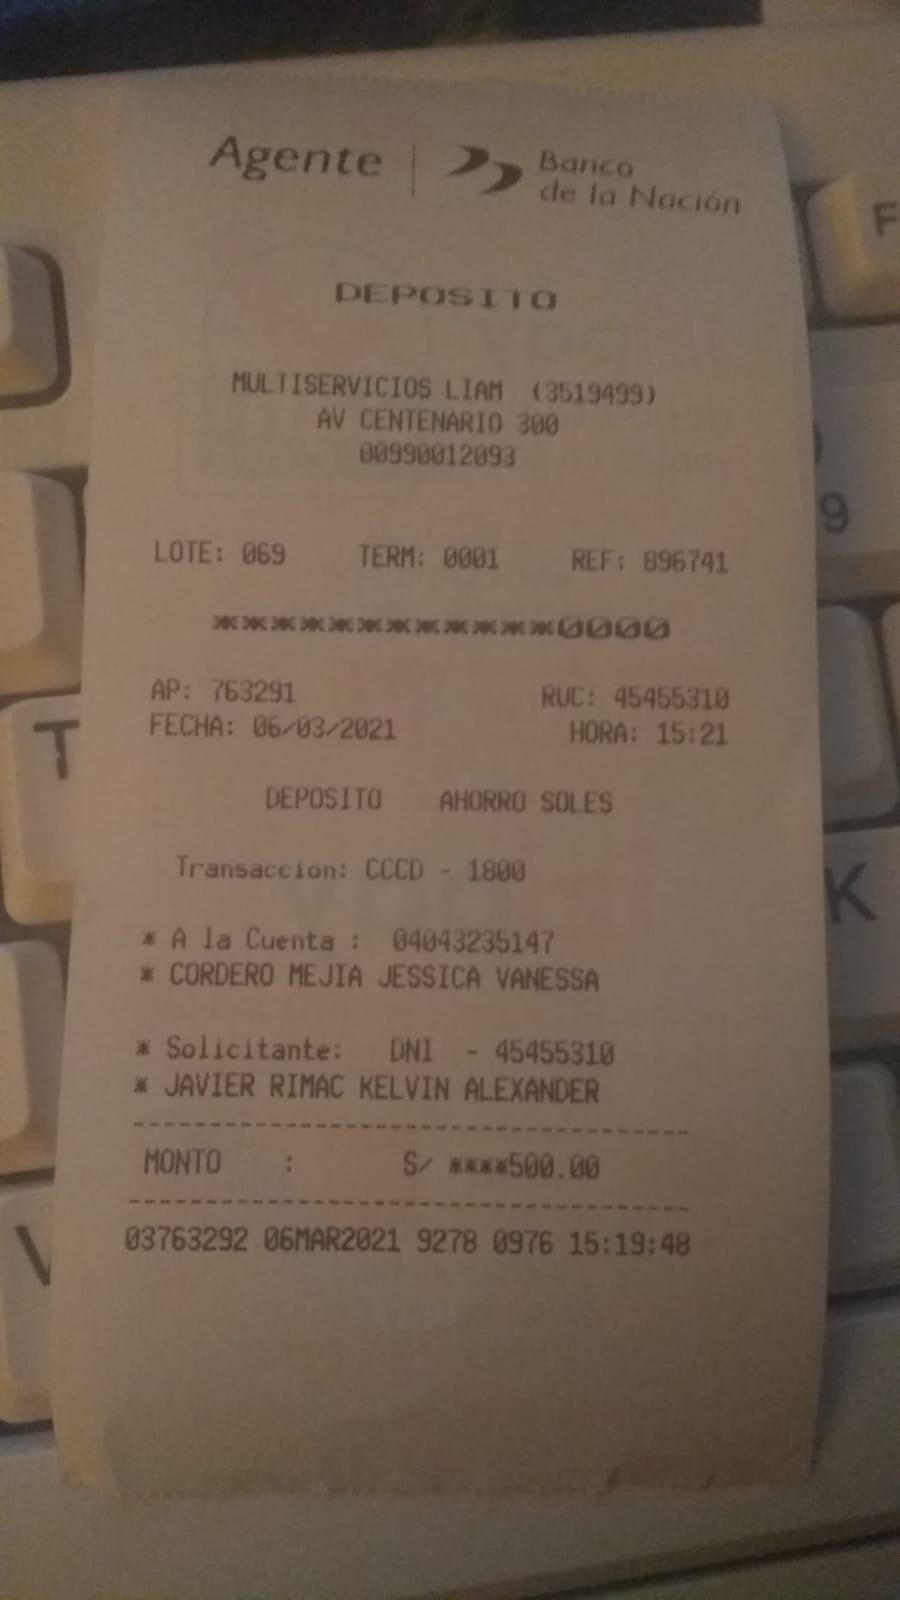 Agente | Banco
de la Nación
DEPOSITO
MULTISERVICIOS LIAM (3519499)
AV CENTENARIO 300
00990012093
LOTE: 069 TERM: 0001 REF: 896741
************0000
AP: 763291 RUC: 45455310
FECHA: 06/03/2021 HORA: 15:21
DEPOSITO AHORRO SOLES
Transaccion: CCCD - 1800
* A la Cuenta : 04043235147
* CORDERO MEJIA JESSICA VANESSA
* Solicitante: DNI - 45455310
* JAVIER RIMAC KELVIN ALEXANDER
MONTO : S/ ****500.00
03763292 06MAR2021 9278 0976 15:19:48
F
9
T
K
V